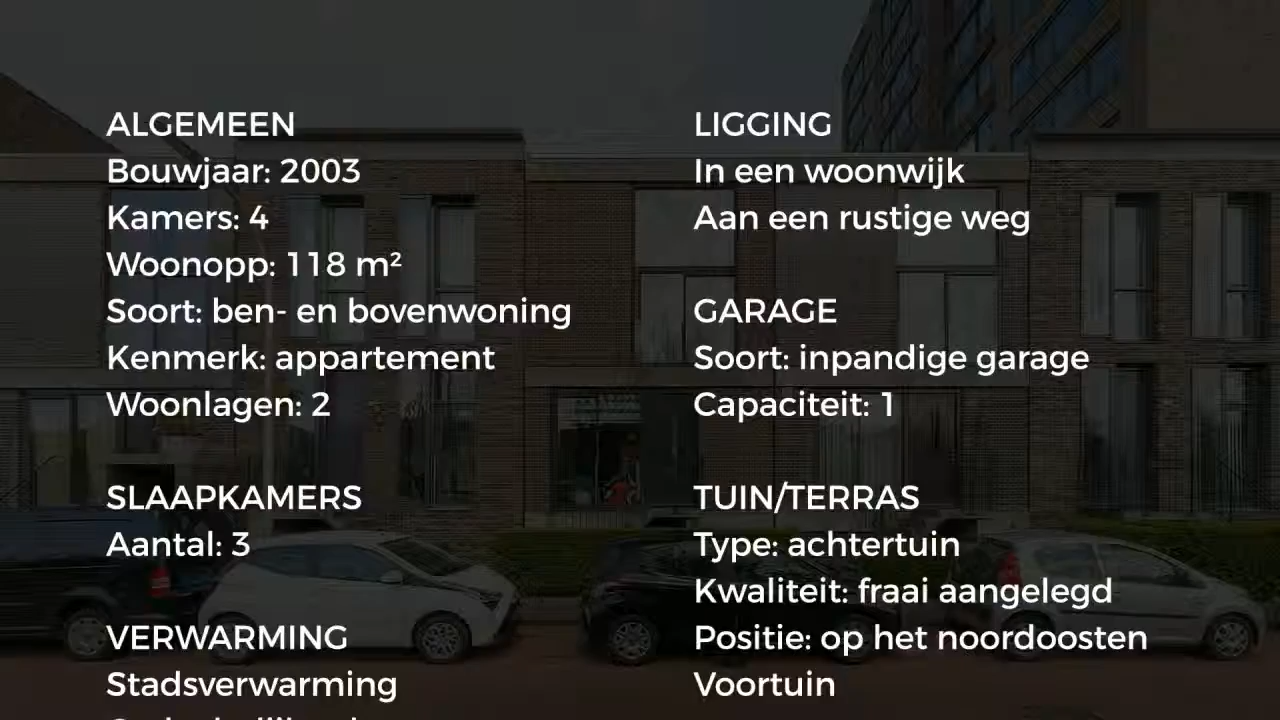 ALGEMEEN
Bouwjaar: 2003
Kamers: 4
Woonopp: 118 m²
Soort: ben- en bovenwoning
Kenmerk: appartement
Woonlagen: 2
SLAAPKAMERS
Aantal: 3
VERWARMING
Stadsverwarming
LIGGING
In een woonwijk
Aan een rustige weg
GARAGE
Soort: inpandige garage
Capaciteit: 1
TUIN/TERRAS
Type: achtertuin
Kwaliteit: fraai aangelegd
Positie: op het noordoosten
Voortuin